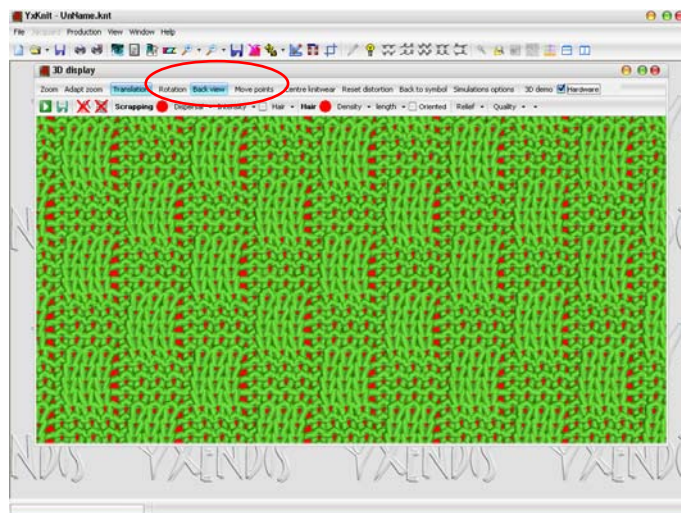 YxKnit - UnName.knt
File Jacquard Production View Window Help
3D display
Zoom Adapt zoom Translation Rotation Back view Move points Centre knitwear Reset distortion Back to symbol Simulations options 3D demo Hardware
Scrapping Dispersal Intensity Hair Hair Density length Oriented Relief Quality
YXENDIS YXENDIS YXENDIS